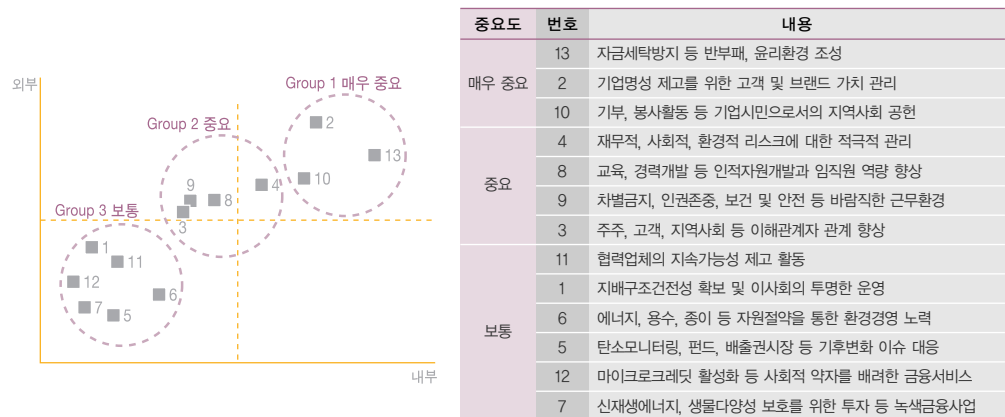 외부
Group 1 매우 중요
Group 2 중요
Group 3 보통
2
13
10
4
9
8
3
1
11
12
6
7
5
내부
중요도 번호 내용
매우 중요
13 자금세탁방지 등 반부패, 윤리환경 조성
2 기업명성 제고를 위한 고객 및 브랜드 가치 관리
10 기부, 봉사활동 등 기업시민으로서의 지역사회 공헌
중요
4 재무적, 사회적, 환경적 리스크에 대한 적극적 관리
8 교육, 경력개발 등 인적자원개발과 임직원 역량 향상
9 차별금지, 인권존중, 보건 및 안전 등 바람직한 근무환경
3 주주, 고객, 지역사회 등 이해관계자 관계 향상
보통
11 협력업체의 지속가능성 제고 활동
1 지배구조건전성 확보 및 이사회의 투명한 운영
6 에너지, 용수, 종이 등 자원절약을 통한 환경경영 노력
5 탄소모니터링, 펀드, 배출권시장 등 기후변화 이슈 대응
12 마이크로크레딧 활성화 등 사회적 약자를 배려한 금융서비스
7 신재생에너지, 생물다양성 보호를 위한 투자 등 녹색금융사업